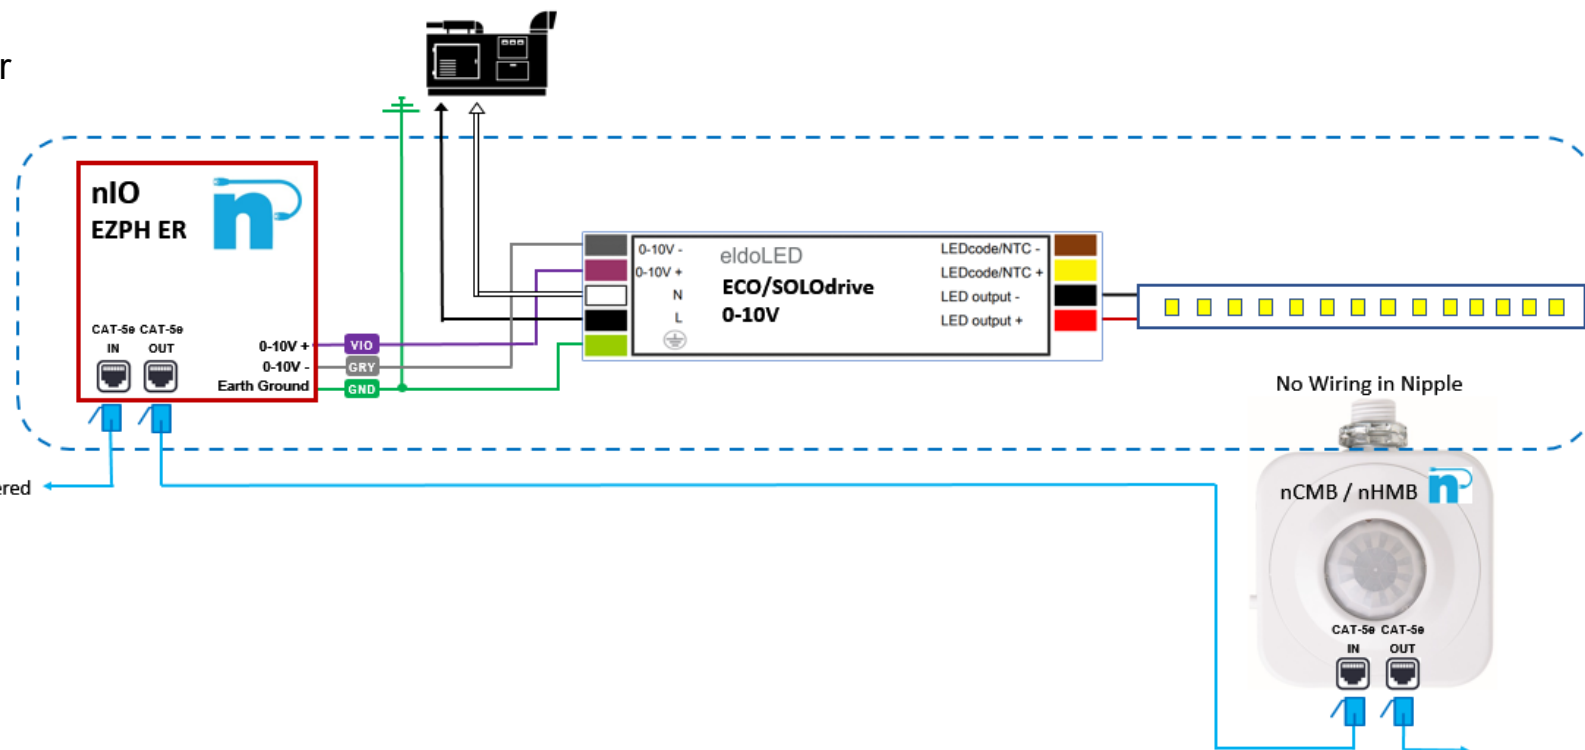 r
nIO
EZPH ER
n
CAT-5e CAT-5e
IN OUT
0-10V +
0-10V -
Earth Ground
VIO
GRY
GND
0-10V -
0-10V +
N
L
eldoLED
ECO/SOLOdrive
0-10V
LEDcode/NTC -
LEDcode/NTC +
LED output -
LED output +
No Wiring in Nipple
ered
nCMB / nHMB n
CAT-5e CAT-5e
IN OUT